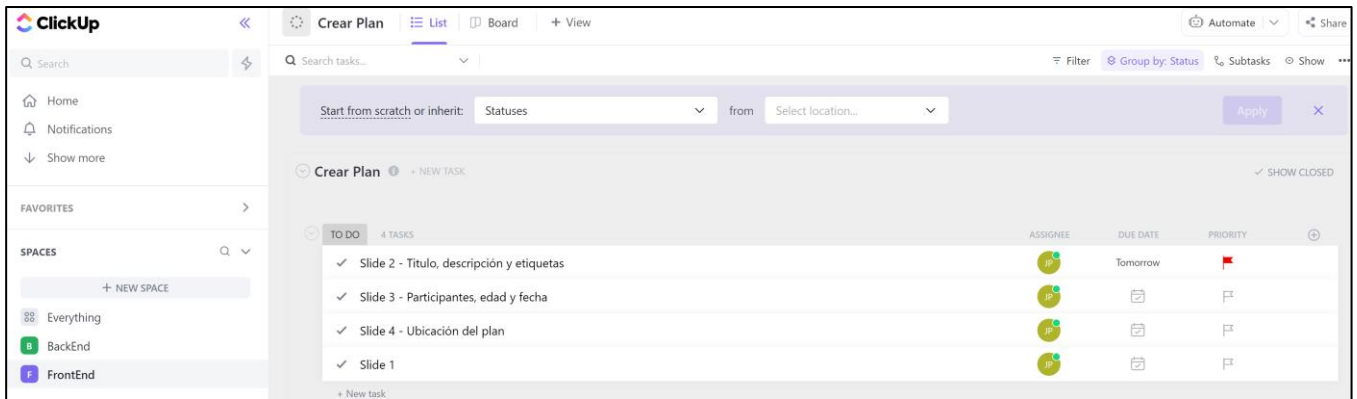 ClickUp
Crear Plan
List
Board
+ View
Automate
Share
Search
Search tasks...
Filter
Group by: Status
Subtasks
Show
Home
Notifications
Show more
Start from scratch or inherit:
Statuses
from
Select location...
Apply
Crear Plan
+ NEW TASK
SHOW CLOSED
FAVORITES
SPACES
+ NEW SPACE
Everything
B BackEnd
F FrontEnd
TO DO 4 TASKS ASSIGNEE DUE DATE PRIORITY
Slide 2 - Titulo, descripción y etiquetas JP Tomorrow
Slide 3 - Participantes, edad y fecha JP
Slide 4 - Ubicación del plan JP
Slide 1 JP
+ New task